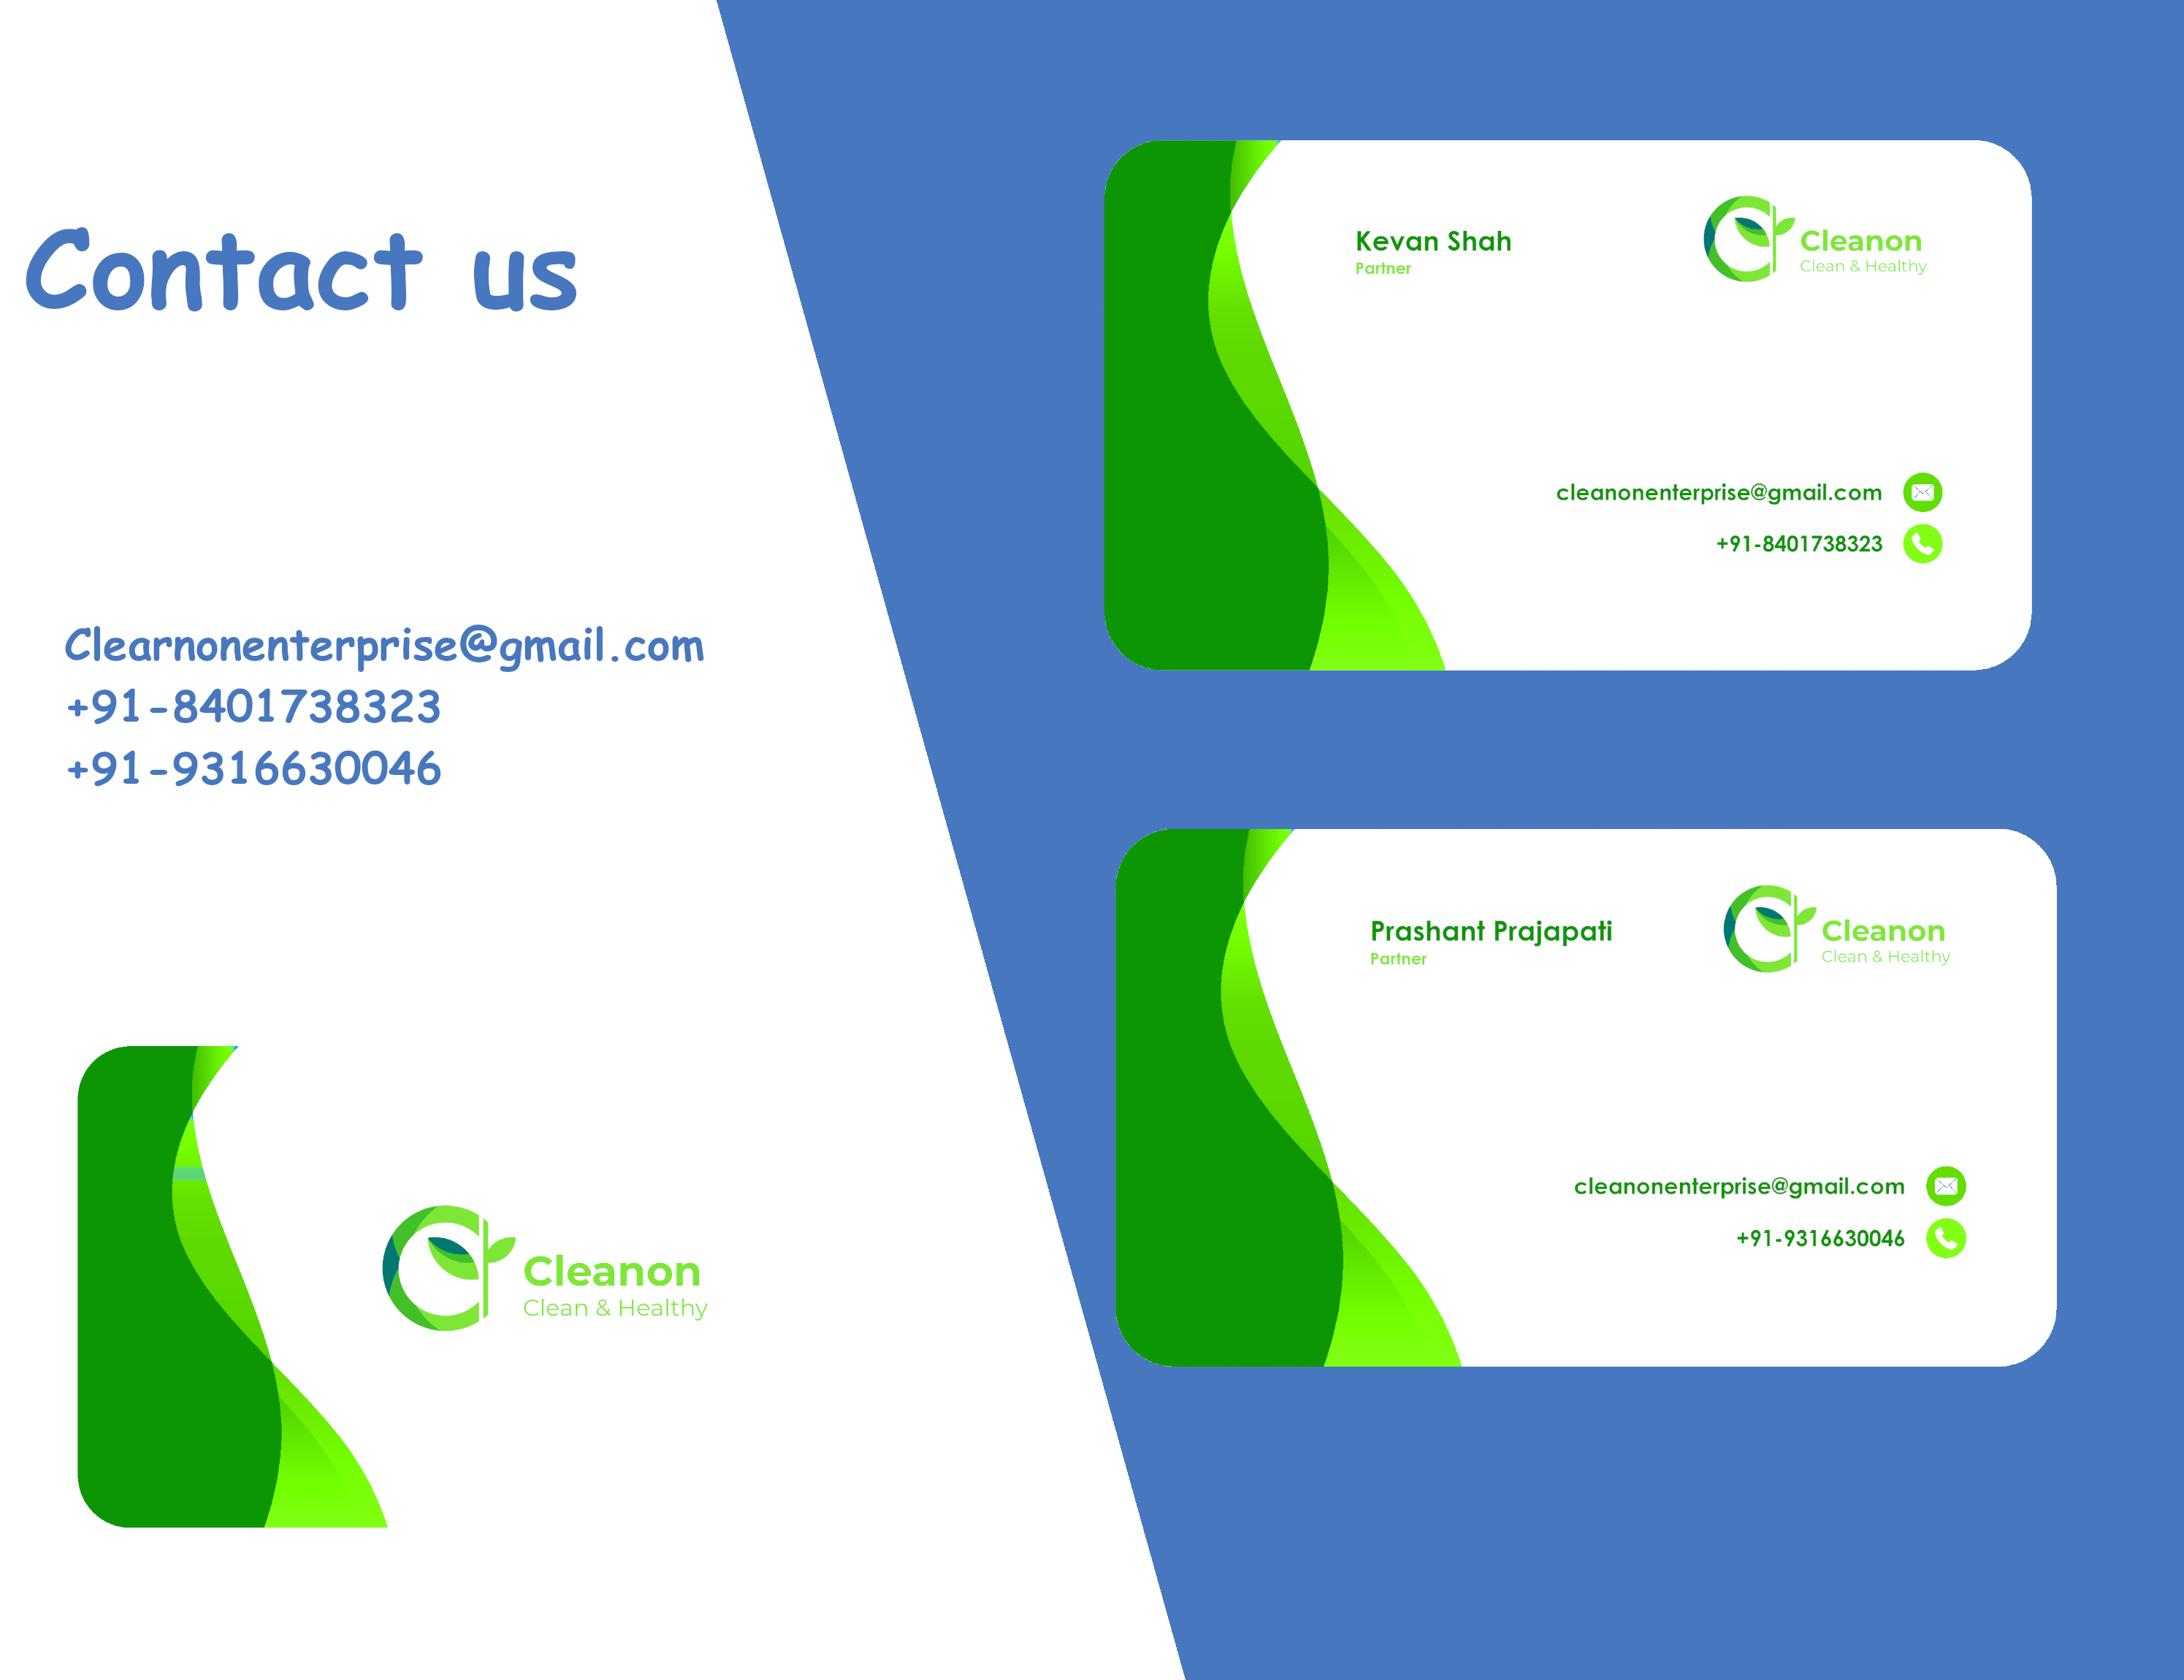 Contact us
Clearnonenterprise@gmail.com
+91-8401738323
+91-9316630046
Cleanon
Clean & Healthy
Kevan Shah
Partner
Cleanon
Clean & Healthy
cleanonenterprise@gmail.com
+91-8401738323
Prashant Prajapati
Partner
Cleanon
Clean & Healthy
cleanonenterprise@gmail.com
+91-9316630046